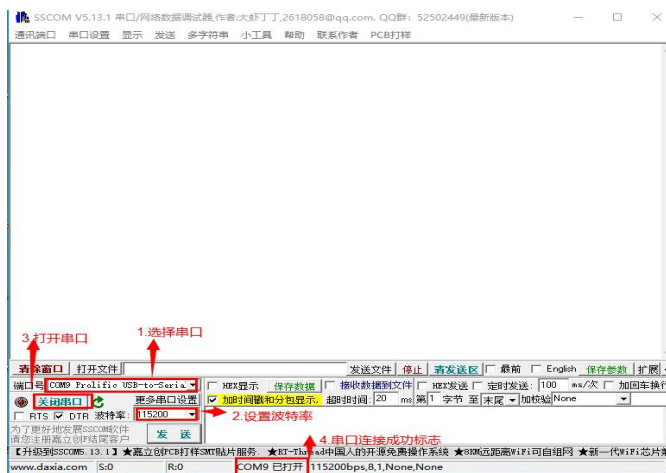 SSCOM V5.13.1 串口/网络数据调试器,作者:大虾丁丁,2618058@qq.com. QQ群: 52502449(最新版本)
通讯端口 串口设置 显示 发送 多字符串 小工具 帮助 联系作者 PCB打样
3.打开串口 1.选择串口
清除窗口 打开文件 发送文件 停止 清发送区 最前 English 保存参数 扩展
端口号 COM9 Prolific USB-to-Seria HEX显示 保存数据 接收数据到文件 HEX发送 定时发送: 100 ms/次 加回车换行
关闭串口 更多串口设置 加时间戳和分包显示, 超时时间: 20 ms 第1 字节 至 末尾 加校验 None
RTS DTR 波特率: 115200 2.设置波特率
为了更好地发展SSCOM软件
请您注册嘉立创F结尾客户 发 送
4.串口连接成功标志
【升级到SSCOM5.13.1】★嘉立创PCB打样SMT贴片服务. ★RT-Thread中国人的开源免费操作系统 ★8KM远距离WiFi可自组网 ★新一代WiFi芯片
www.daxia.com S:0 R:0 COM9 已打开 115200bps,8,1,None,None